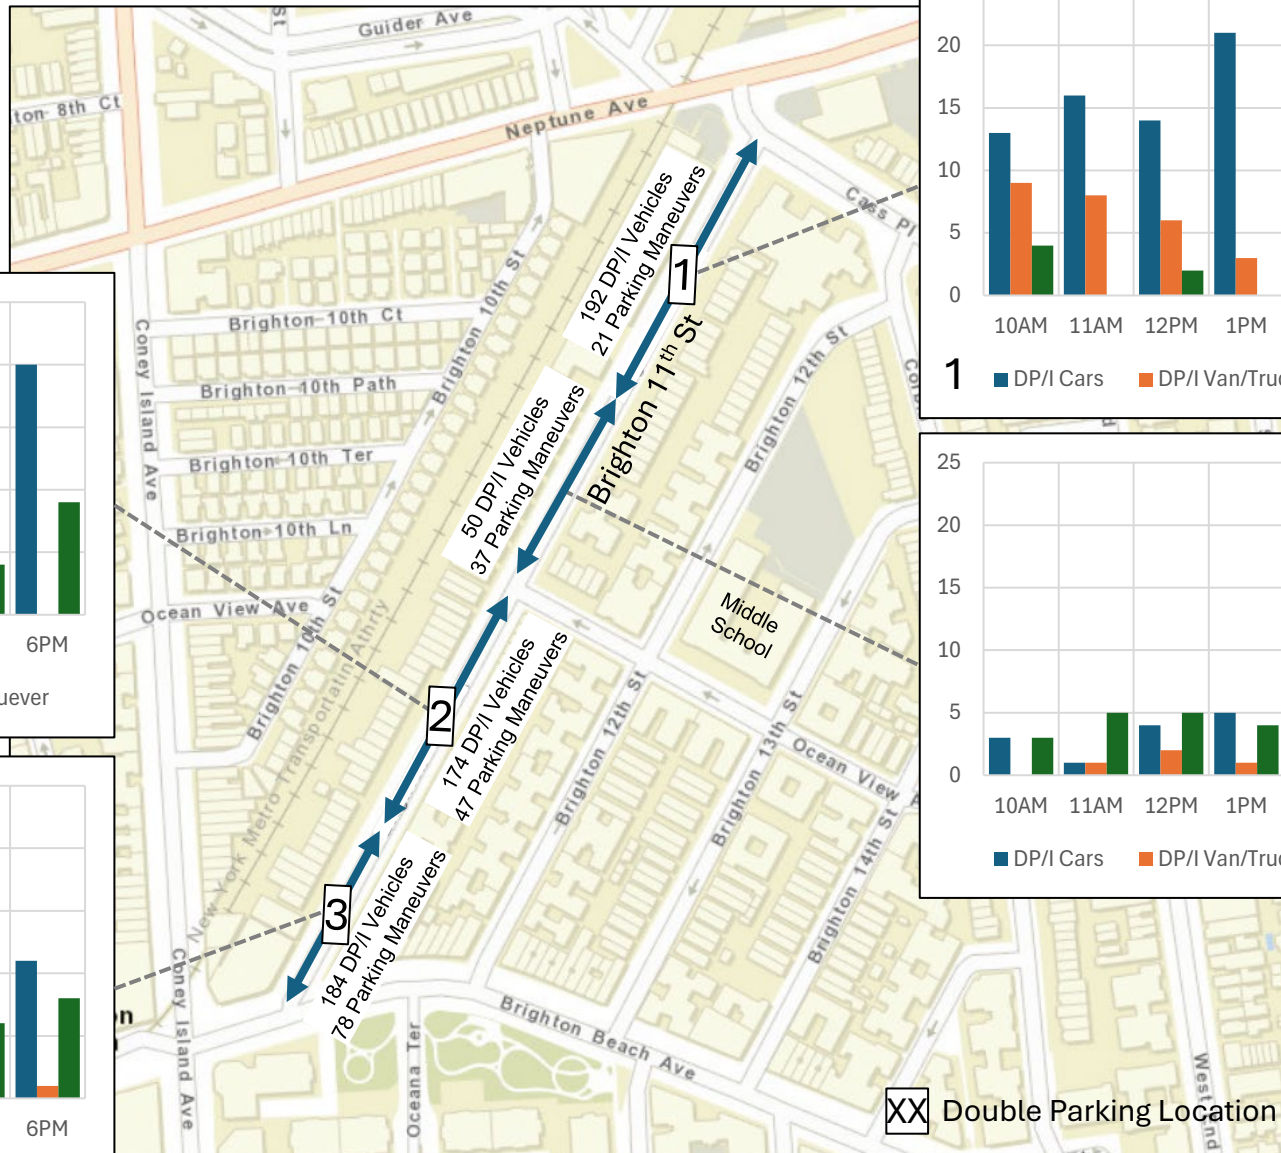 St
Guider Ave
ton 8th Ct
Neptune Ave
Cass Pl
192 DP/I Vehicles
21 Parking Maneuvers
1
Brighton 11th St
Brighton 10th St
Brighton 10th Ct
Brighton 10th Path
Brighton 10th Ter
Brighton 10th Ln
Coney Island Ave
50 DP/I Vehicles
37 Parking Maneuvers
Brighton 12th St
Ocean View Ave
Brighton 10th St
Middle
School
2
174 DP/I Vehicles
47 Parking Maneuvers
Brighton 12th St
Brighton 13th St
Ocean View A
Brighton 14th St
New York Metro Transportatin Athrty
3
184 DP/I Vehicles
78 Parking Maneuvers
Coney Island Ave
Brighton Beach Ave
Oceana Ter
West End
on
XX Double Parking Location
20
15
10
5
0
10AM 11AM 12PM 1PM
1 DP/I Cars DP/I Van/Truc
25
20
15
10
5
0
10AM 11AM 12PM 1PM
DP/I Cars DP/I Van/Truc
6PM
uever
6PM